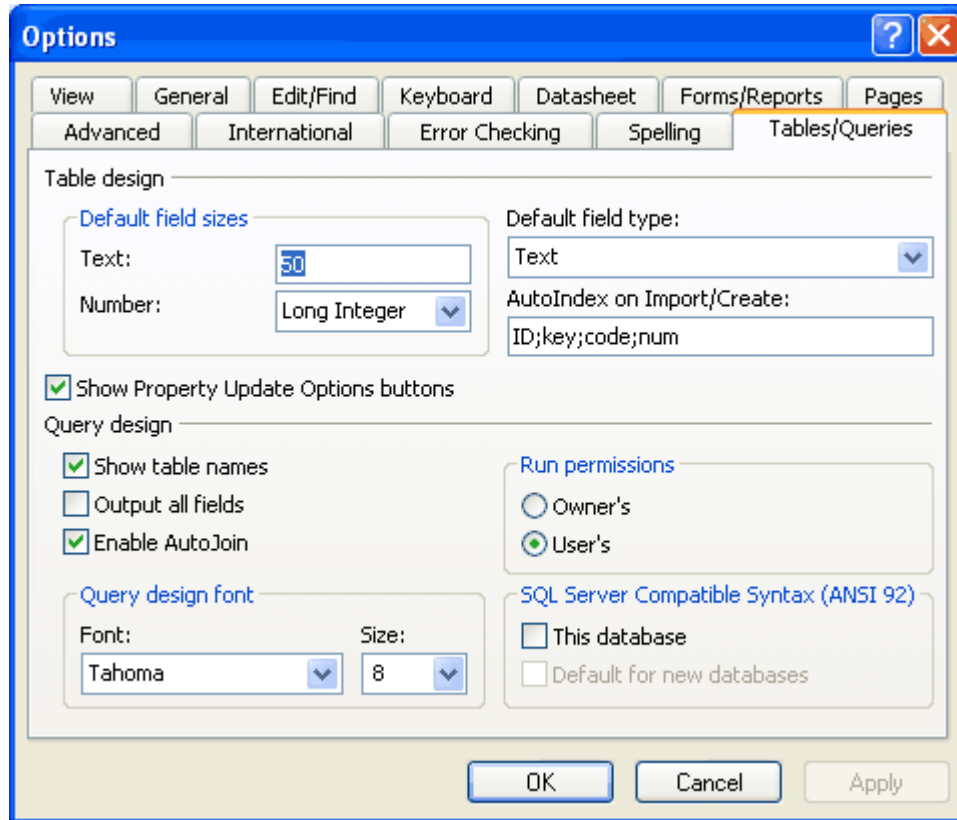 Options
View General Edit/Find Keyboard Datasheet Forms/Reports Pages
Advanced International Error Checking Spelling Tables/Queries
Table design
Default field sizes
Text: 50
Number: Long Integer
Default field type:
Text
AutoIndex on Import/Create:
ID;key;code;num
Show Property Update Options buttons
Query design
Show table names
Output all fields
Enable AutoJoin
Run permissions
Owner's
User's
Query design font
Font: Size:
Tahoma 8
SQL Server Compatible Syntax (ANSI 92)
This database
Default for new databases
OK Cancel Apply